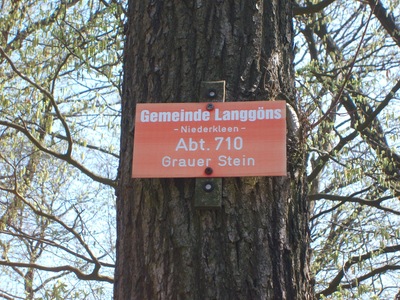 Gemeinde Langgöns
- Niederkleen -
Abt. 710
Grauer Stein